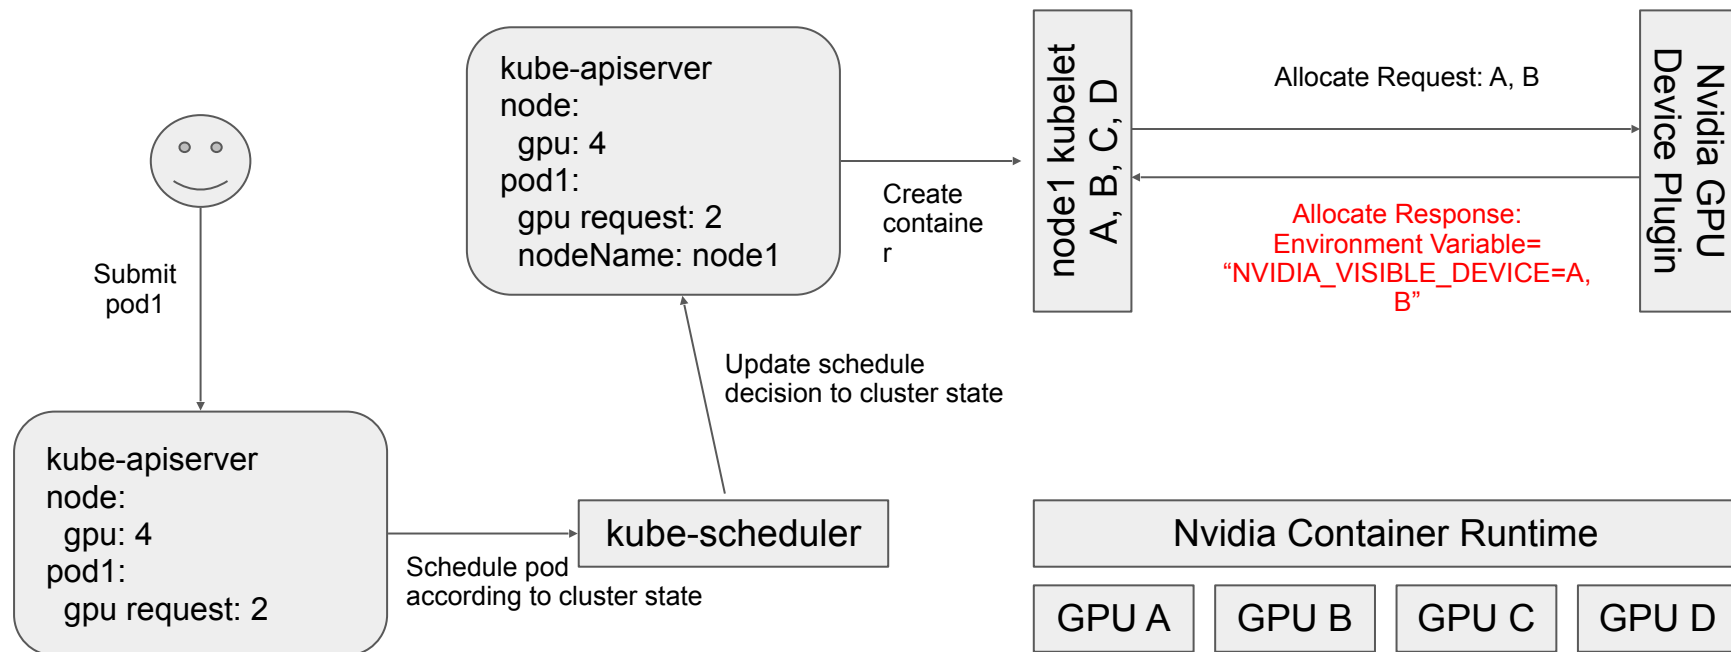 Submit
pod1
kube-apiserver
node:
gpu: 4
pod1:
gpu request: 2
Schedule pod
according to cluster state
kube-scheduler
Update schedule
decision to cluster state
kube-apiserver
node:
gpu: 4
pod1:
gpu request: 2
nodeName: node1
Create
containe
r
node1 kubelet
A, B, C, D
Allocate Request: A, B
Allocate Response:
Environment Variable=
“NVIDIA_VISIBLE_DEVICE=A,
B”
Nvidia GPU
Device Plugin
Nvidia Container Runtime
GPU A
GPU B
GPU C
GPU D